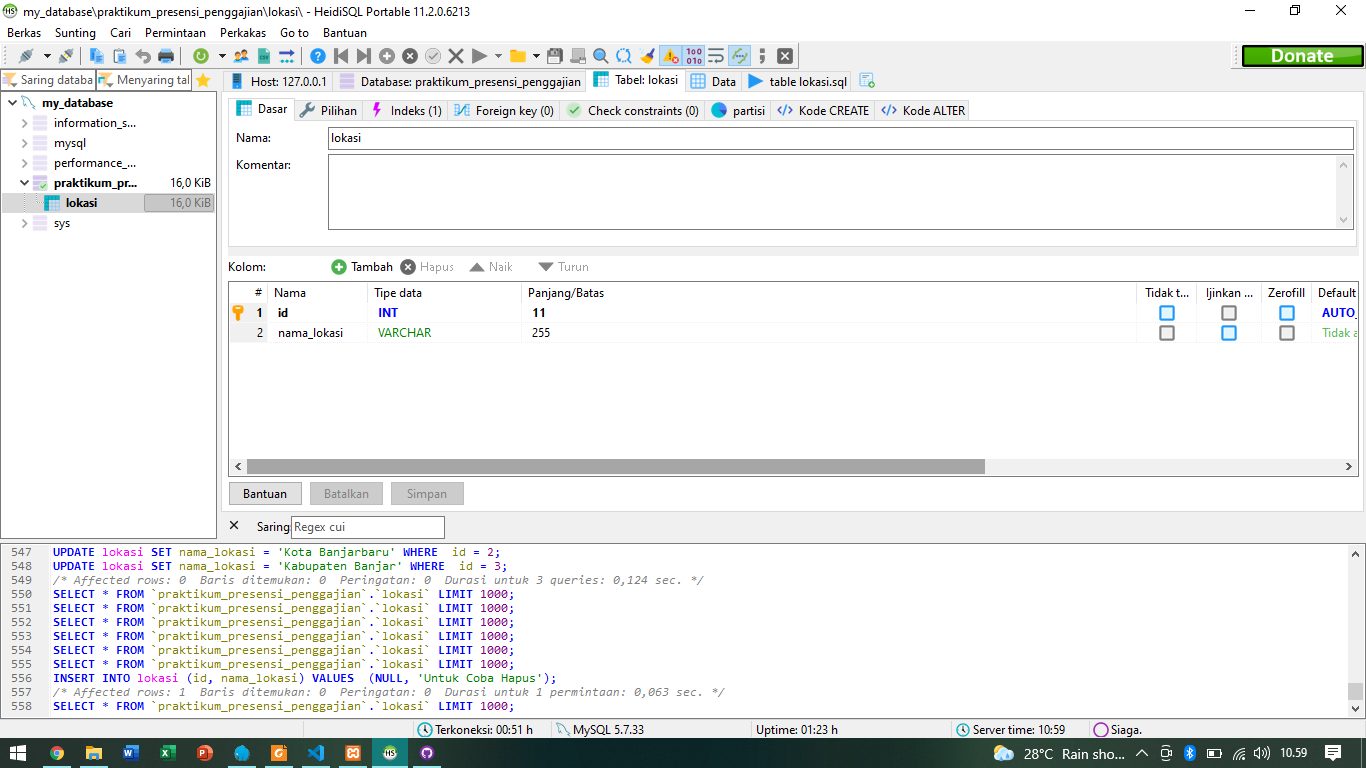 my_database\praktikum_presensi_penggajian\lokasi\ - HeidiSQL Portable 11.2.0.6213
Berkas Sunting Cari Permintaan Perkakas Go to Bantuan
Donate
Saring databa Menyaring tal
Host: 127.0.0.1 Database: praktikum_presensi_penggajian Tabel: lokasi Data table lokasi.sql
my_database
information_s...
mysql
performance_...
praktikum_pr... 16,0 KiB
lokasi 16,0 KiB
sys
Dasar Pilihan Indeks (1) Foreign key (0) Check constraints (0) partisi Kode CREATE Kode ALTER
Nama: lokasi
Komentar:
Kolom: Tambah Hapus Naik Turun
# Nama Tipe data Panjang/Batas Tidak t... Ijinkan ... Zerofill Default
1 id INT 11 AUTO_
2 nama_lokasi VARCHAR 255 Tidak a
Bantuan Batalkan Simpan
Saring: Regex cui
547 UPDATE lokasi SET nama_lokasi = 'Kota Banjarbaru' WHERE  id = 2;
548 UPDATE lokasi SET nama_lokasi = 'Kabupaten Banjar' WHERE  id = 3;
549 /* Affected rows: 0  Baris ditemukan: 0  Peringatan: 0  Durasi untuk 3 queries: 0,124 sec. */
550 SELECT * FROM `praktikum_presensi_penggajian`.`lokasi` LIMIT 1000;
551 SELECT * FROM `praktikum_presensi_penggajian`.`lokasi` LIMIT 1000;
552 SELECT * FROM `praktikum_presensi_penggajian`.`lokasi` LIMIT 1000;
553 SELECT * FROM `praktikum_presensi_penggajian`.`lokasi` LIMIT 1000;
554 SELECT * FROM `praktikum_presensi_penggajian`.`lokasi` LIMIT 1000;
555 SELECT * FROM `praktikum_presensi_penggajian`.`lokasi` LIMIT 1000;
556 INSERT INTO lokasi (id, nama_lokasi) VALUES  (NULL, 'Untuk Coba Hapus');
557 /* Affected rows: 1  Baris ditemukan: 0  Peringatan: 0  Durasi untuk 1 permintaan: 0,063 sec. */
558 SELECT * FROM `praktikum_presensi_penggajian`.`lokasi` LIMIT 1000;
Terkoneksi: 00:51 h MySQL 5.7.33 Uptime: 01:23 h Server time: 10:59 Siaga.
28°C Rain sho... 10.59